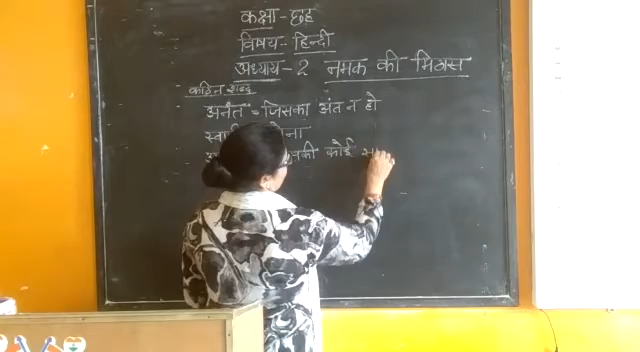 कक्षा - छह
विषय - हिन्दी
अध्याय - 2 नमक की मिठास
कठिन शब्द
अनंत = जिसका अंत न हो
कोई